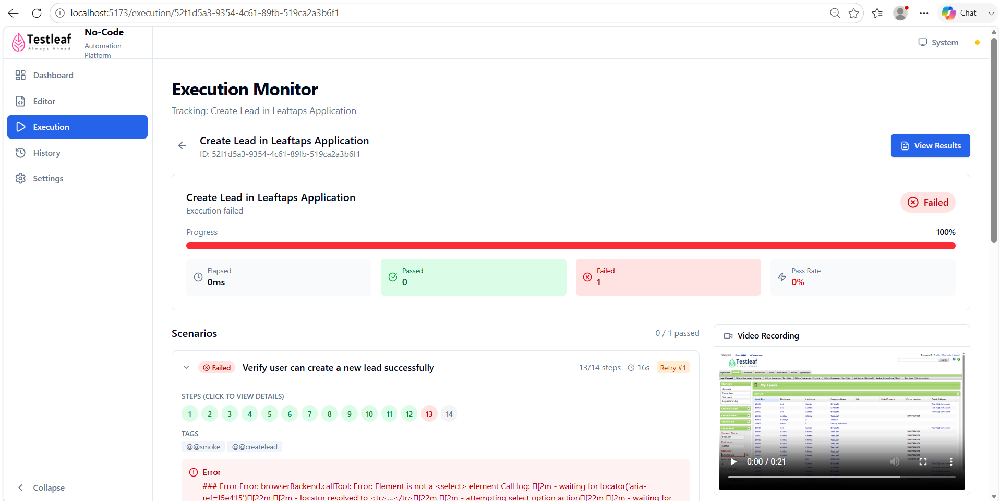 localhost:5173/execution/52f1d5a3-9354-4c61-89fb-519ca2a3b6f1
Chat
Testleaf
Always Ahead
No-Code
Automation
Platform
System
Dashboard
Editor
Execution
History
Settings
Collapse
Execution Monitor
Tracking: Create Lead in Leaftaps Application
Create Lead in Leaftaps Application
ID: 52f1d5a3-9354-4c61-89fb-519ca2a3b6f1
View Results
Create Lead in Leaftaps Application
Execution failed
Failed
Progress
100%
Elapsed
0ms
Passed
0
Failed
1
Pass Rate
0%
Scenarios
0 / 1 passed
Failed
Verify user can create a new lead successfully
13/14 steps
16s
Retry #1
STEPS (CLICK TO VIEW DETAILS)
1 2 3 4 5 6 7 8 9 10 11 12 13 14
TAGS
@@smoke @@createlead
Error
### Error Error: browserBackend.callTool: Error: Element is not a <select> element Call log: ▯[2m - waiting for locator('aria-
ref=f5e415')▯[22m ▯[2m - locator resolved to <tr>...</tr>▯[22m ▯[2m - attempting select option action▯[22m ▯[2m - waiting for
Video Recording
Testleaf
My Leads
Lead List
0:00 / 0:21